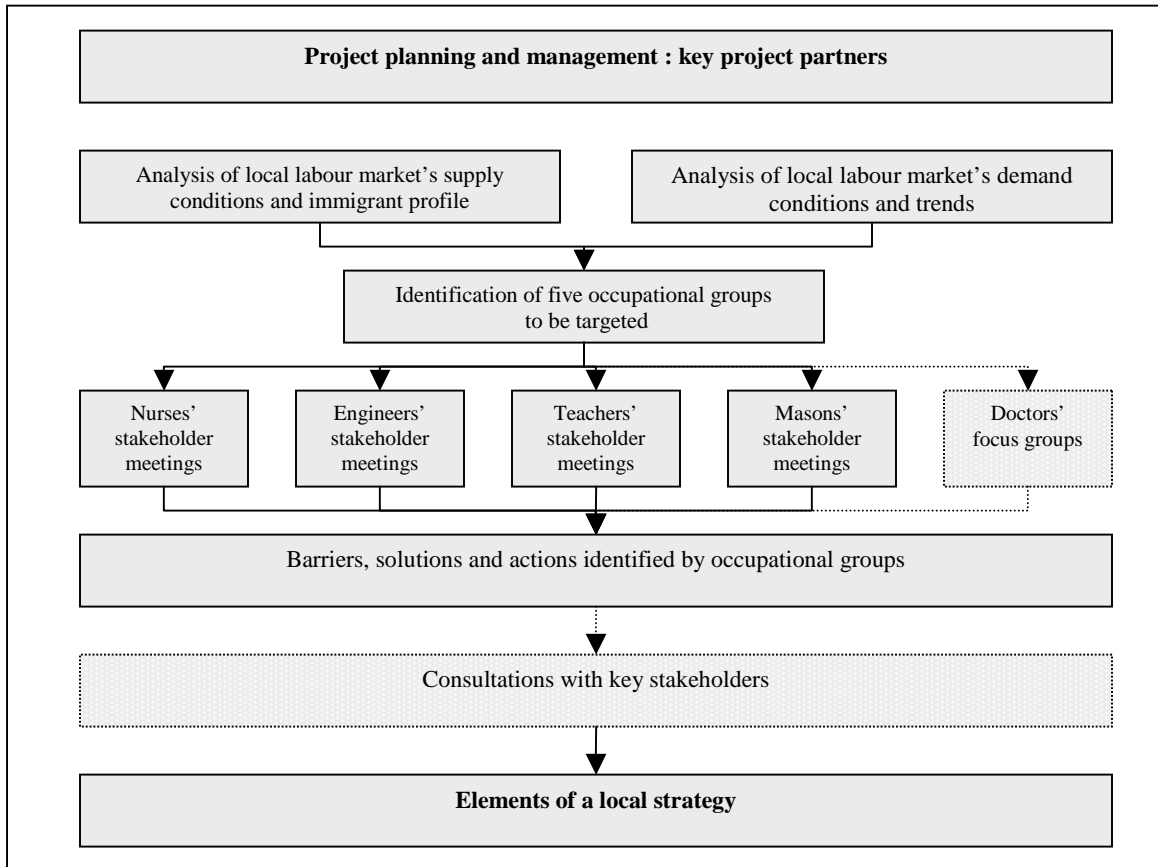 Project planning and management : key project partners
Analysis of local labour market’s supply
conditions and immigrant profile
Analysis of local labour market’s demand
conditions and trends
Identification of five occupational groups
to be targeted
Nurses’
stakeholder
meetings
Engineers’
stakeholder
meetings
Teachers’
stakeholder
meetings
Masons’
stakeholder
meetings
Doctors’
focus groups
Barriers, solutions and actions identified by occupational groups
Consultations with key stakeholders
Elements of a local strategy